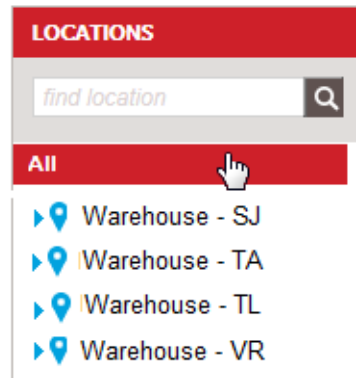 LOCATIONS
find location
All
Warehouse - SJ
Warehouse - TA
Warehouse - TL
Warehouse - VR